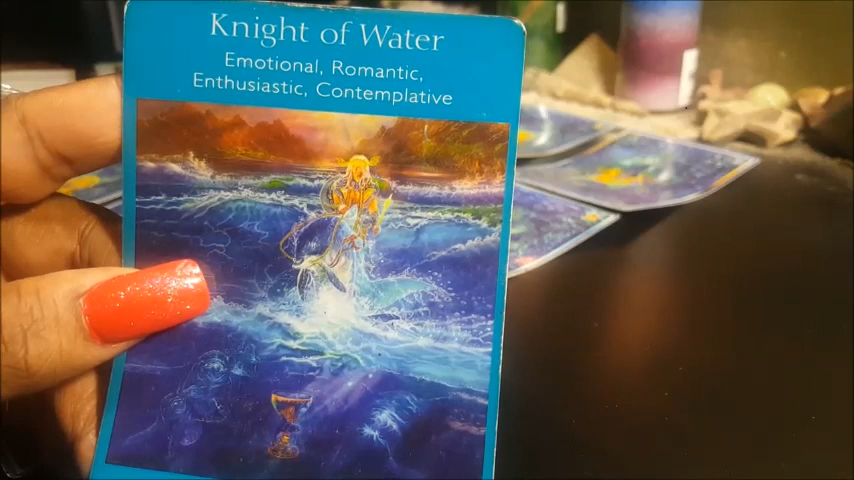 Knight of Water
Emotional, Romantic,
Enthusiastic, Contemplative